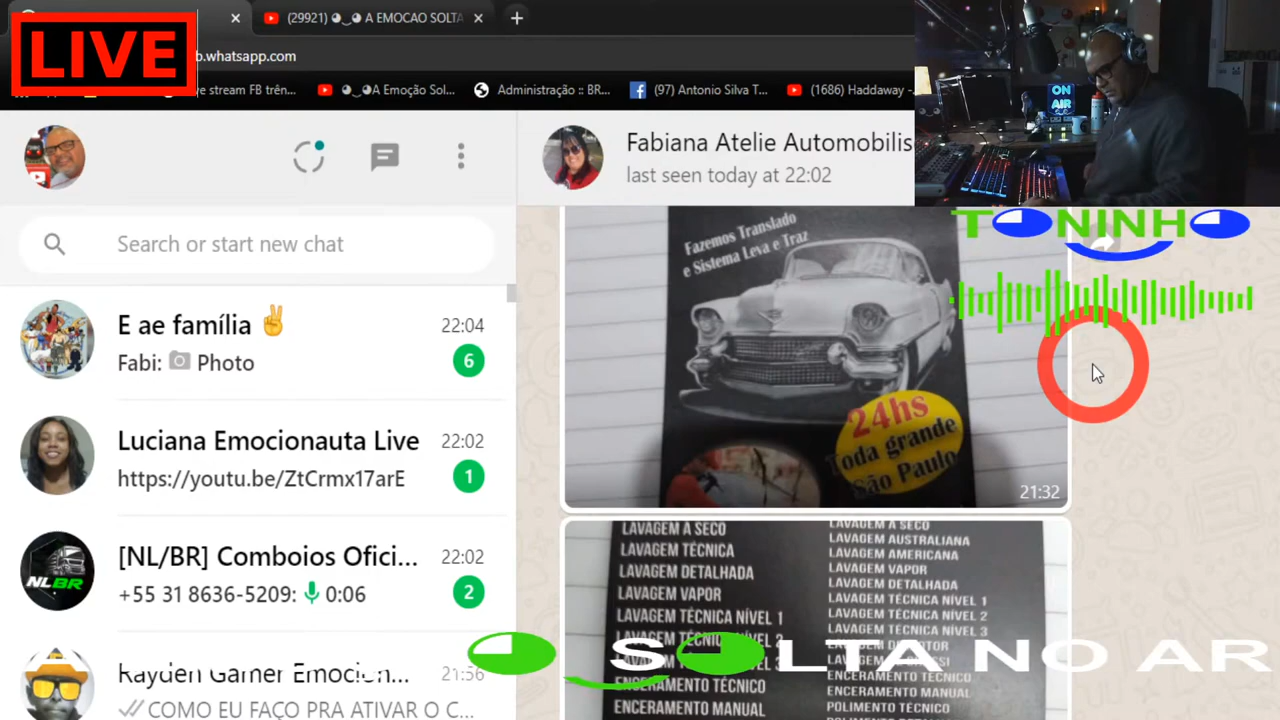 LIVE
(29921) ◕‿◕ A EMOCAO SOLTA
b.whatsapp.com
ve stream FB trên...
◕‿◕A Emoção Sol...
Administração :: BR...
(97) Antonio Silva T...
(1686) Haddaway -
ON
AIR
Fabiana Atelie Automobilis
last seen today at 22:02
Search or start new chat
E ae família ✌
22:04
Fabi: Photo
6
Luciana Emocionauta Live
22:02
https://youtu.be/ZtCrmx17arE
1
[NL/BR] Comboios Ofici...
22:02
+55 31 8636-5209: 0:06
2
NLBR
Rayden Gamer Emocien...
21:56
COMO EU FAÇO PRA ATIVAR O C...
TONINHO
Fazemos Translado
e Sistema Leva e Traz
24hs
Toda grande
São Paulo
21:32
LAVAGEM A SECO
LAVAGEM TÉCNICA
LAVAGEM DETALHADA
LAVAGEM VAPOR
LAVAGEM TÉCNICA NÍVEL 1
ENCERAMENTO TÉCNICO
ENCERAMENTO MANUAL
LAVAGEM A SECO
LAVAGEM AUSTRALIANA
LAVAGEM AMERICANA
LAVAGEM VAPOR
LAVAGEM DETALHADA
LAVAGEM TÉCNICA NÍVEL 1
LAVAGEM TÉCNICA NÍVEL 2
LAVAGEM TÉCNICA NÍVEL 3
ENCERAMENTO TÉCNICO
ENCERAMENTO MANUAL
POLIMENTO TÉCNICO
SOLTA NO AR